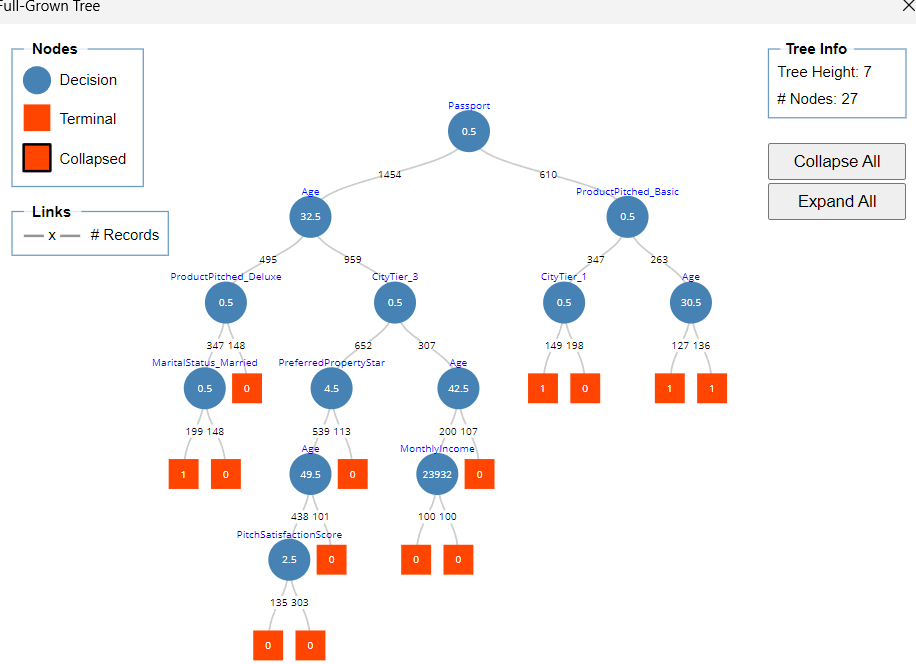 Full-Grown Tree
Nodes
Decision
Terminal
Collapsed
Links
x # Records
Tree Info
Tree Height: 7
# Nodes: 27
Collapse All
Expand All
Passport
0.5
1454 610
Age ProductPitched_Basic
32.5 0.5
495 959 347 263
ProductPitched_Deluxe CityTier_3 CityTier_1 Age
0.5 0.5 0.5 30.5
347 148 652 307 149 198 127 136
MaritalStatus_Married PreferredPropertyStar Age
0.5 0 4.5 42.5 1 0 1 1
199 148 539 113 200 107
Age MonthlyIncome
1 0 49.5 0 23932 0
438 101 100 100
PitchSatisfactionScore
2.5 0 0 0
135 303
0 0